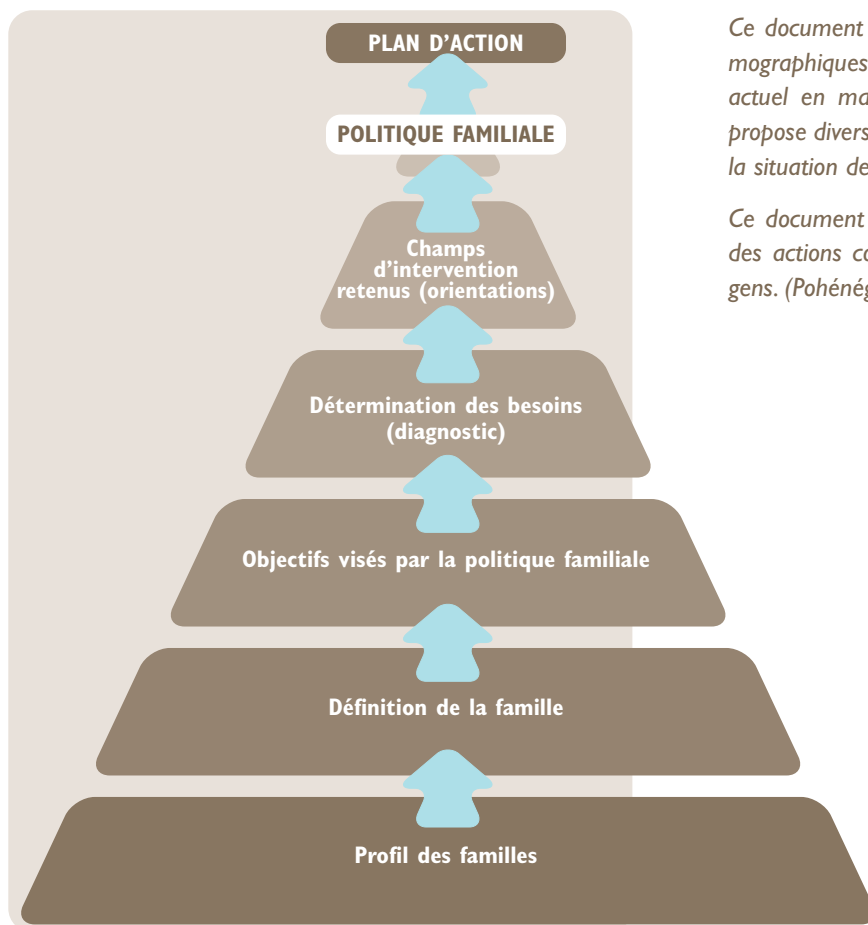 PLAN D'ACTION
POLITIQUE FAMILIALE
Champs
d'intervention
retenus (orientations)
Détermination des besoins
(diagnostic)
Objectifs visés par la politique familiale
Définition de la famille
Profil des familles
Ce document
mographiques
actuel en ma
propose divers
la situation de
Ce document
des actions co
gens. (Pohénég